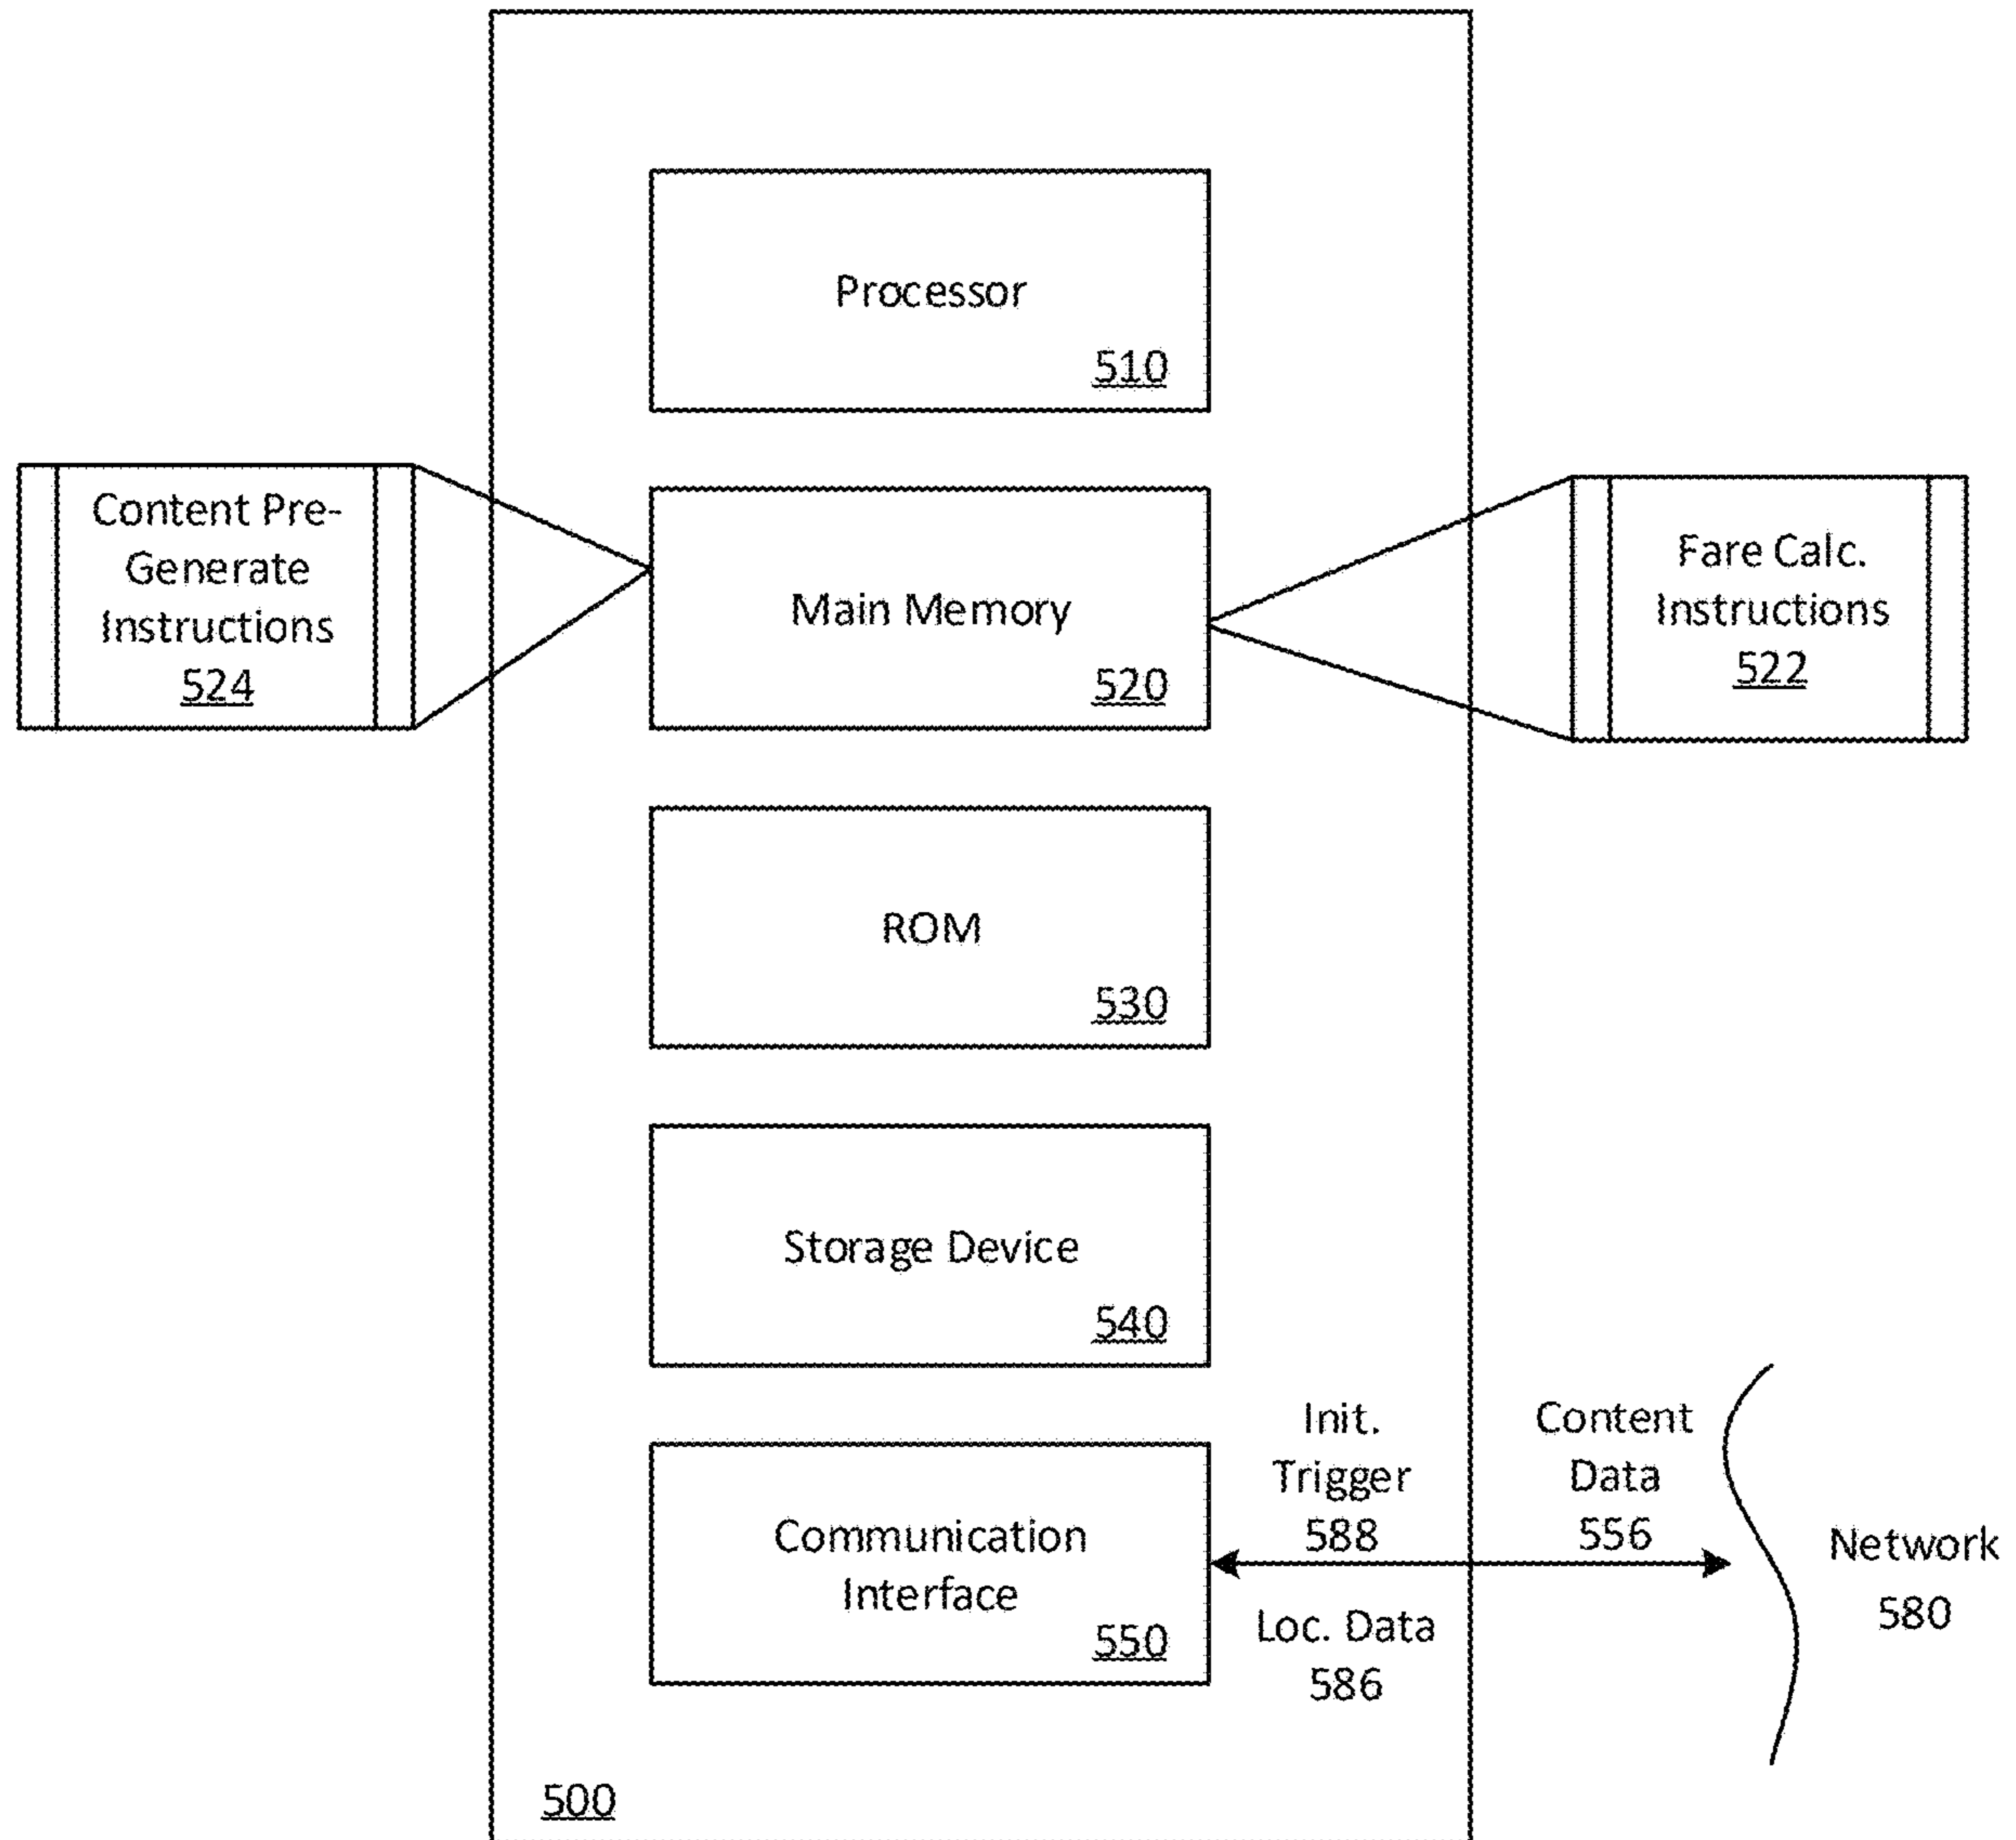 Processor
510
Content Pre-
Generate
Instructions
524
Main Memory
520
Fare Calc.
Instructions
522
ROM
530
Storage Device
540
Communication
Interface
550
Init.
Trigger
588
Loc. Data
586
Content
Data
556
Network
580
500